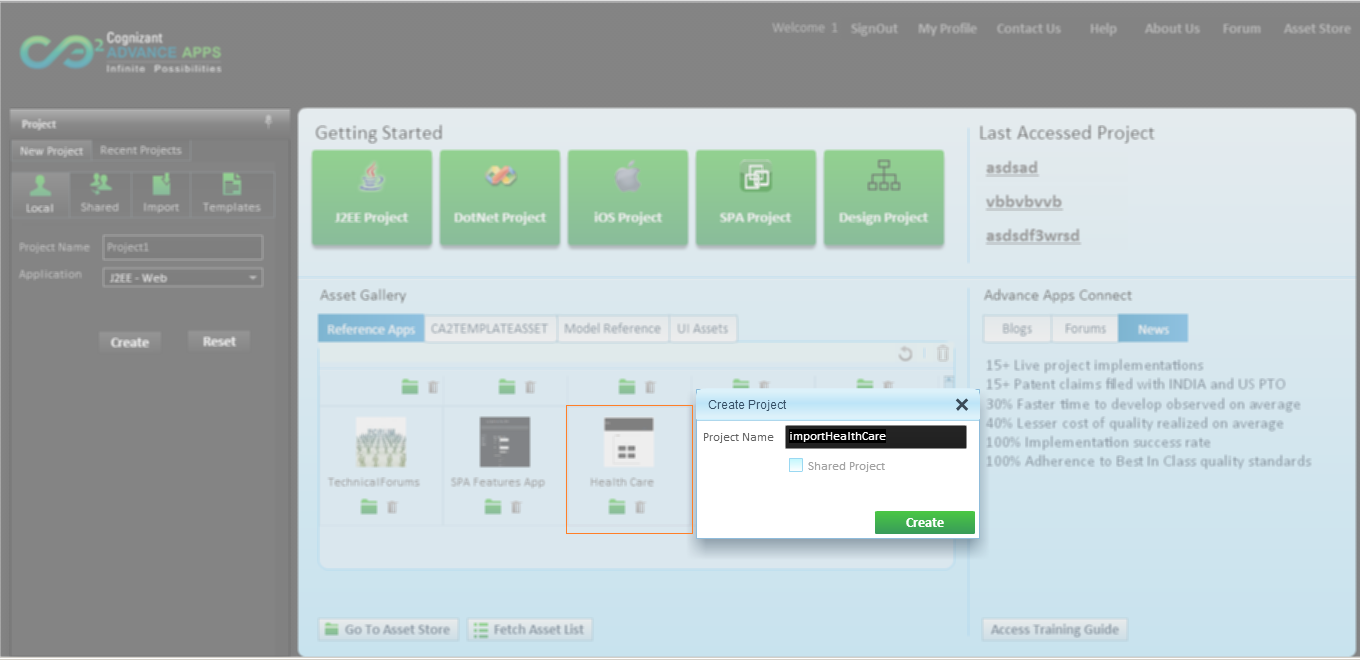 Welcome 1 SignOut My Profile Contact Us Help About Us Forum Asset Store
CA2 Cognizant
ADVANCE APPS
Infinite Possibilities
Project
New Project Recent Projects
Local Shared Import Templates
Project Name Project1
Application J2EE - Web
Create Reset
Getting Started
J2EE Project DotNet Project iOS Project SPA Project Design Project
Last Accessed Project
asdsad
vbbvbvvb
asdsdf3wrsd
Asset Gallery
Reference Apps CA2TEMPLATEASSET Model Reference UI Assets
TechnicalForums SPA Features App Health Care
Create Project
Project Name importHealthCare
Shared Project
Create
Go To Asset Store Fetch Asset List
Advance Apps Connect
Blogs Forums News
15+ Live project implementations
15+ Patent claims filed with INDIA and US PTO
30% Faster time to develop observed on average
40% Lesser cost of quality realized on average
100% Implementation success rate
100% Adherence to Best In Class quality standards
Access Training Guide